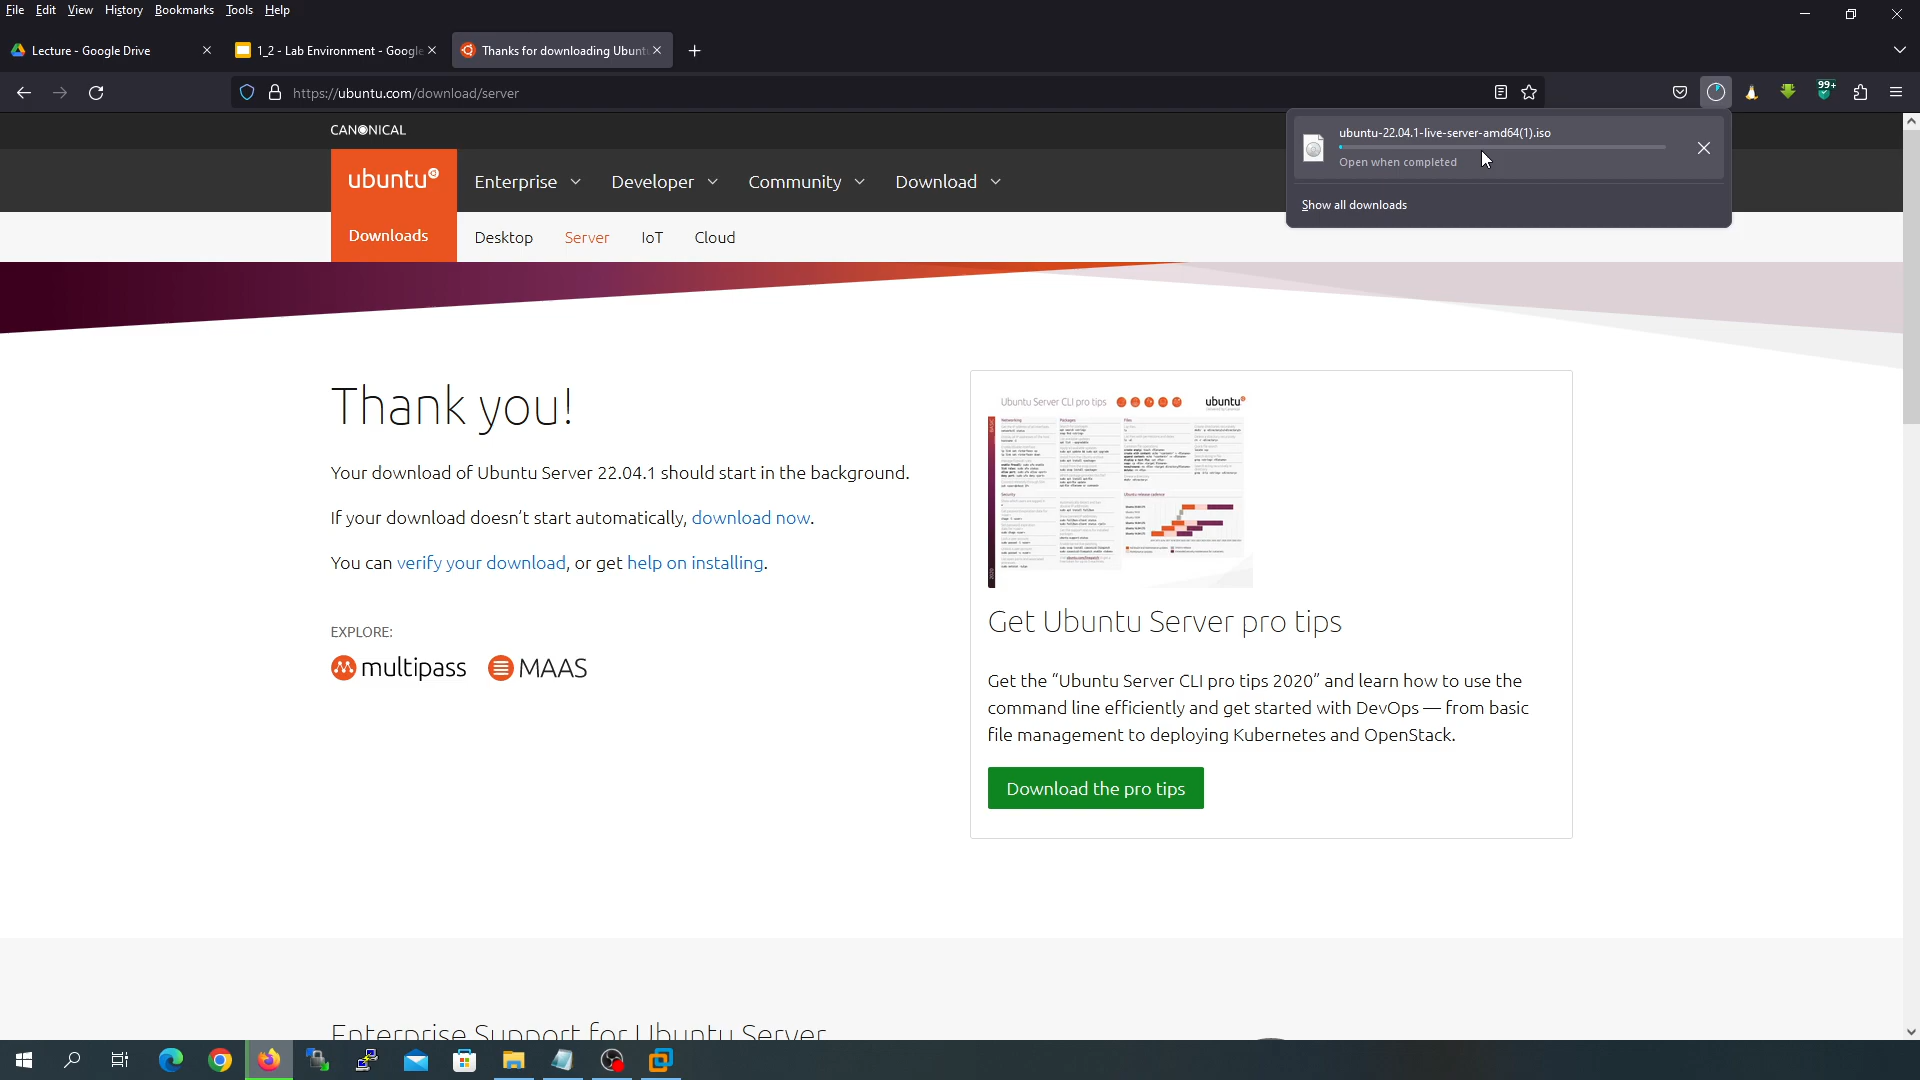 File Edit View History Bookmarks Tools Help
Lecture - Google Drive
1_2 - Lab Environment - Google
Thanks for downloading Ubunt
https://ubuntu.com/download/server
99+
ubuntu-22.04.1-live-server-amd64(1).iso
Open when completed
Show all downloads
CANONICAL
ubuntu
Enterprise Developer Community Download
Downloads
Desktop Server IoT Cloud
Thank you!
Your download of Ubuntu Server 22.04.1 should start in the background.
If your download doesn’t start automatically, download now.
You can verify your download, or get help on installing.
EXPLORE:
multipass MAAS
Ubuntu Server CLI pro tips
ubuntu
Networking Packages Files
Security
Get Ubuntu Server pro tips
Get the “Ubuntu Server CLI pro tips 2020” and learn how to use the
command line efficiently and get started with DevOps — from basic
file management to deploying Kubernetes and OpenStack.
Download the pro tips
Enterprise Support for Ubuntu Server